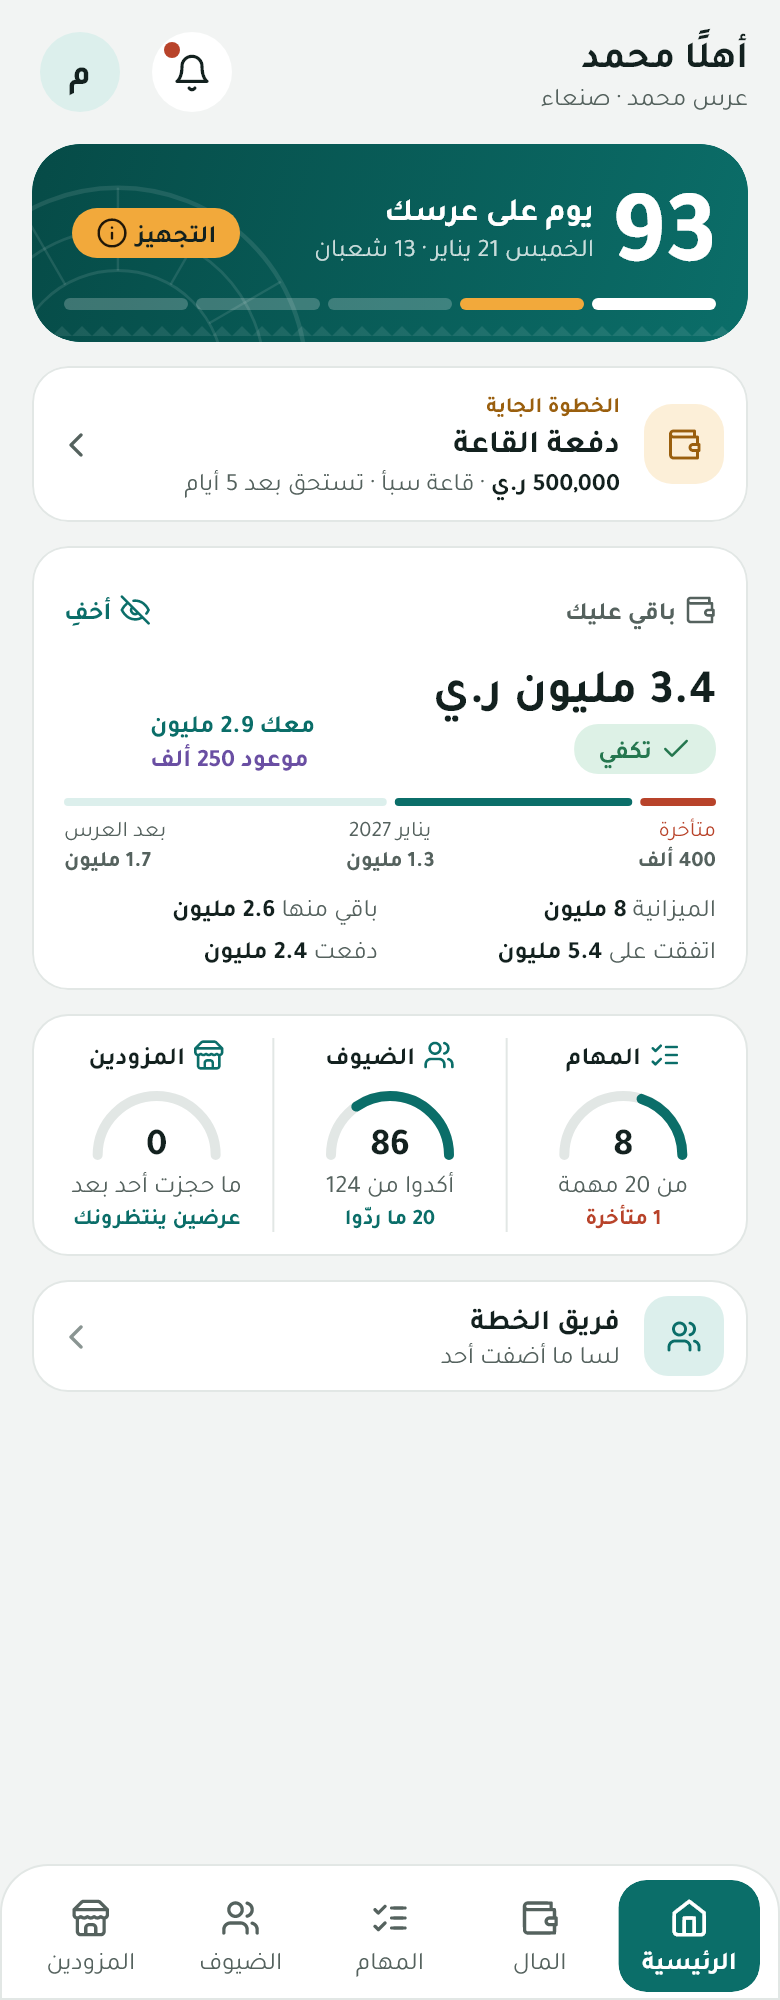 أهلًا محمد
عرس محمد · صنعاء
م
93
يوم على عرسك
الخميس 21 يناير · 13 شعبان
التجهيز
الخطوة الجاية
دفعة القاعة
500,000 ر.ي · قاعة سبأ · تستحق بعد 5 أيام
باقي عليك
أخفِ
3.4 مليون ر.ي
معك 2.9 مليون
تكفي
موعود 250 ألف
متأخرة
يناير 2027
بعد العرس
400 ألف
1.3 مليون
1.7 مليون
الميزانية 8 مليون
باقي منها 2.6 مليون
اتفقت على 5.4 مليون
دفعت 2.4 مليون
المهام
8
من 20 مهمة
1 متأخرة
الضيوف
86
أكدوا من 124
20 ما ردّوا
المزودين
0
ما حجزت أحد بعد
عرضين ينتظرونك
فريق الخطة
لسا ما أضفت أحد
الرئيسية
المال
المهام
الضيوف
المزودين